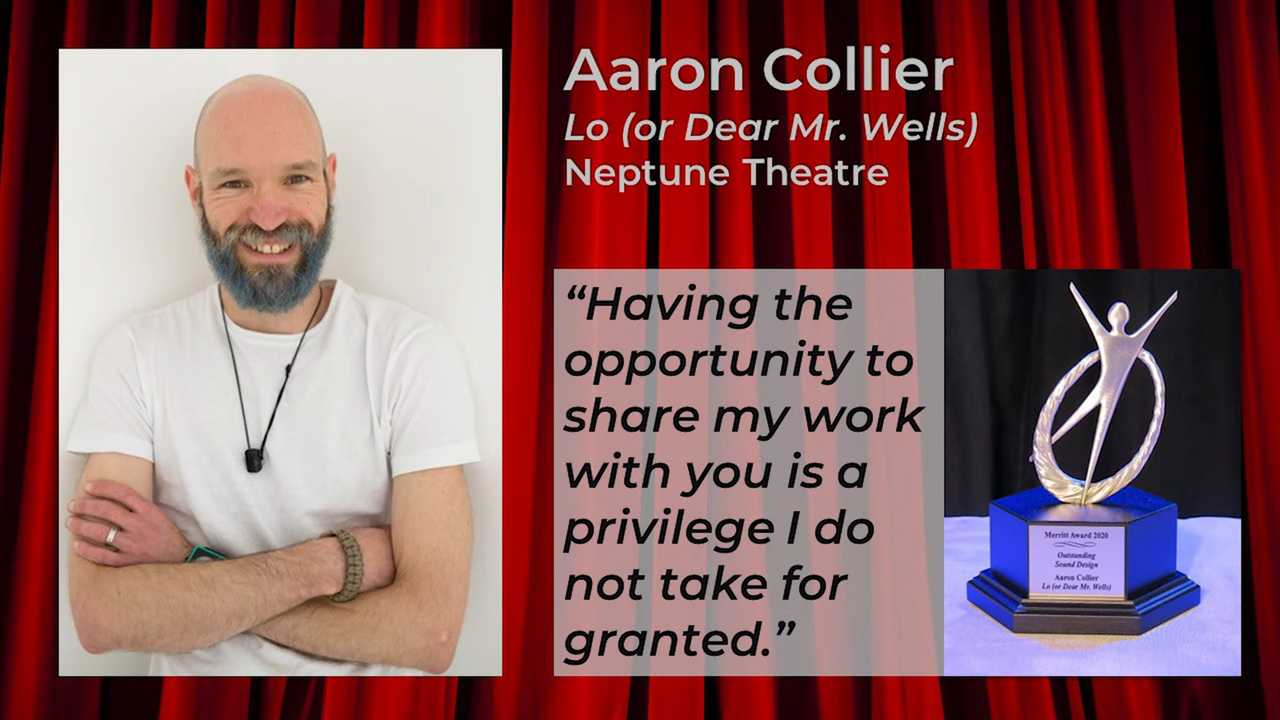 Aaron Collier
Lo (or Dear Mr. Wells)
Neptune Theatre
“Having the
opportunity to
share my work
with you is a
privilege I do
not take for
granted.”
Merritt Award 2020
Outstanding
Sound Design
Aaron Collier
Lo (or Dear Mr. Wells)